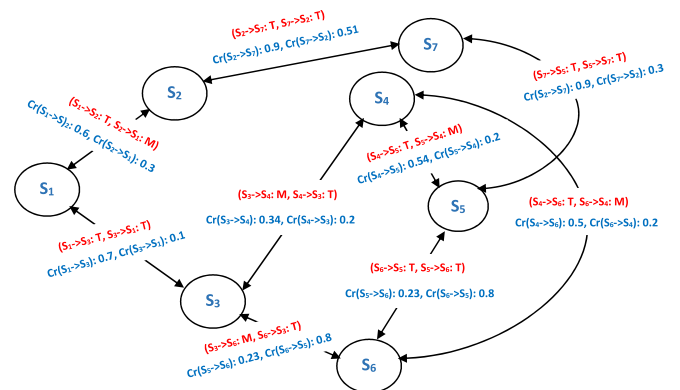 (S₂->S₇: T, S₇->S₂: T)
Cr(S₂->S₇): 0.9, Cr(S₇->S₂): 0.51
S₇
(S₇->S₅: T, S₅->S₇: T)
Cr(S₂->S₇): 0.9, Cr(S₇->S₂): 0.3
S₂
S₄
(S₁->S₂: T, S₂->S₁: M)
Cr(S₁->S)₂: 0.6, Cr(S₂->S₁): 0.3
(S₄->S₅: T, S₅->S₄: M)
Cr(S₄->S₅): 0.54, Cr(S₅->S₄): 0.2
S₁
(S₃->S₄: M, S₄->S₃: T)
Cr(S₃->S₄): 0.34, Cr(S₄->S₃): 0.2
S₅
(S₄->S₆: T, S₆->S₄: M)
Cr(S₄->S₆): 0.5, Cr(S₆->S₄): 0.2
(S₁->S₃: T, S₃->S₁: T)
Cr(S₁->S₃): 0.7, Cr(S₃->S₁): 0.1
(S₆->S₅: T, S₅->S₆: T)
Cr(S₅->S₆): 0.23, Cr(S₆->S₅): 0.8
S₃
(S₃->S₆: M, S₆->S₃: T)
Cr(S₅->S₆): 0.23, Cr(S₆->S₅): 0.8
S₆